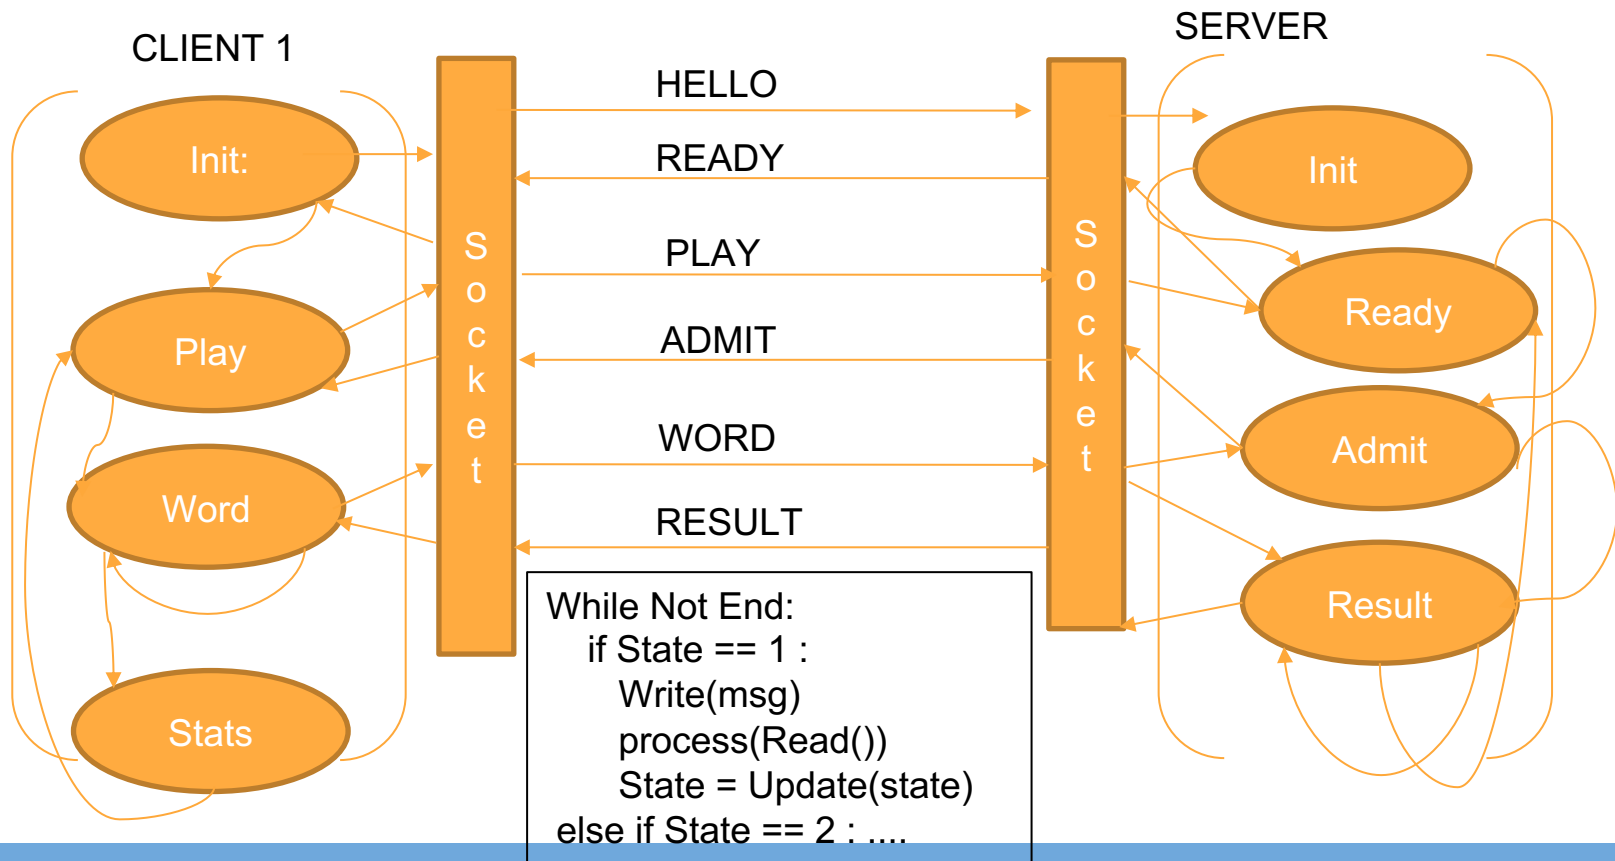 CLIENT 1
SERVER
HELLO
READY
PLAY
ADMIT
WORD
RESULT
Init:
Play
Word
Stats
S
o
c
k
e
t
S
o
c
k
e
t
Init
Ready
Admit
Result
While Not End:
if State == 1 :
Write(msg)
process(Read())
State = Update(state)
else if State == 2 : ....